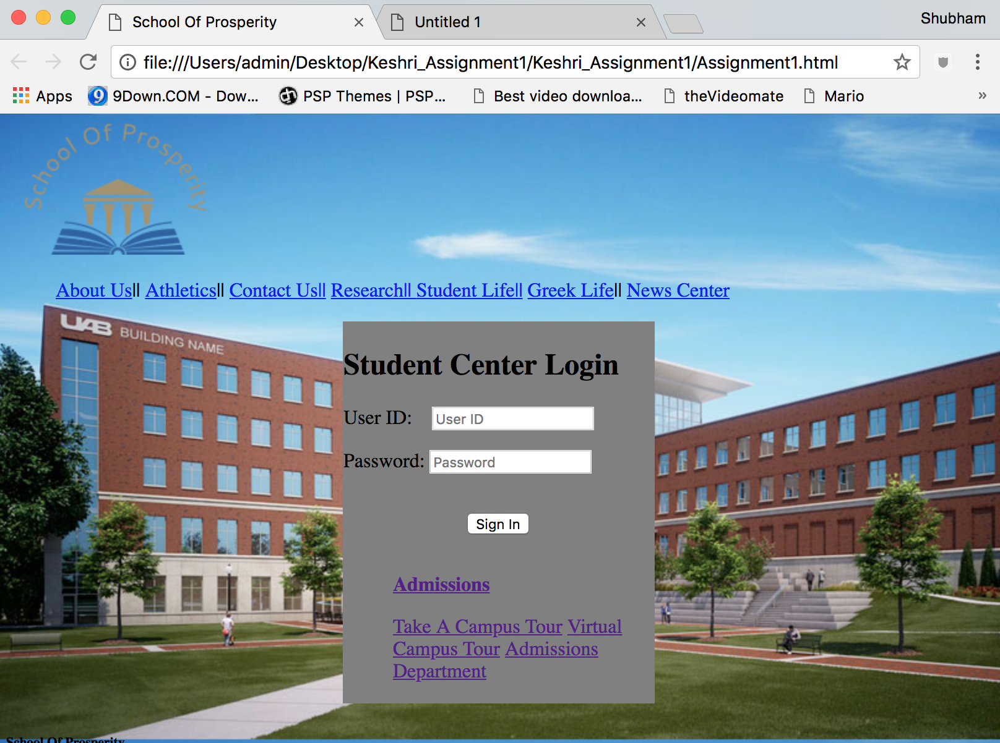 School Of Prosperity
Untitled 1
Shubham
file:///Users/admin/Desktop/Keshri_Assignment1/Keshri_Assignment1/Assignment1.html
Apps
9Down.COM - Dow...
PSP Themes | PSP...
Best video downloa...
theVideomate
Mario
»
School Of Prosperity
About Us|| Athletics|| Contact Us|| Research|| Student Life|| Greek Life|| News Center
UAB BUILDING NAME
Student Center Login
User ID: User ID
Password: Password
Sign In
Admissions
Take A Campus Tour Virtual
Campus Tour Admissions
Department
School Of Prosperity